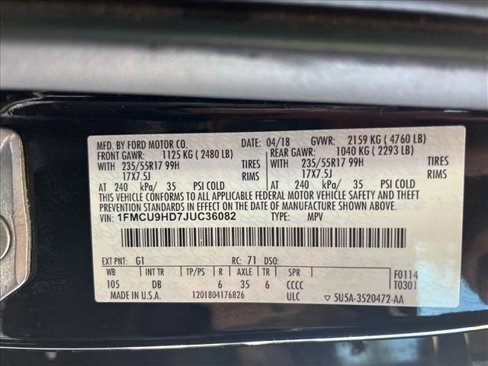 MFD. BY FORD MOTOR CO. 04/18 GVWR: 2159 KG (4760 LB)
FRONT GAWR: 1125 KG (2480 LB) REAR GAWR: 1040 KG (2293 LB)
WITH 235/55R17 99H TIRES WITH 235/55R17 99H TIRES
17X7.5J RIMS 17X7.5J RIMS
AT 240 kPa/ 35 PSI COLD AT 240 kPa/ 35 PSI COLD
THIS VEHICLE CONFORMS TO ALL APPLICABLE FEDERAL MOTOR VEHICLE SAFETY AND THEFT
PREVENTION STANDARDS IN EFFECT ON THE DATE OF MANUFACTURE SHOWN ABOVE.
VIN: 1FMCU9HD7JUC36082 TYPE: MPV
EXT PNT: G1 RC: 71 DSO:
WB INT TR TP/PS R AXLE TR SPR F0114
105 DB 6 35 6 CCCC T0301
MADE IN U.S.A. 1201804176826 ULC ▽ 5U5A-3520472-AA